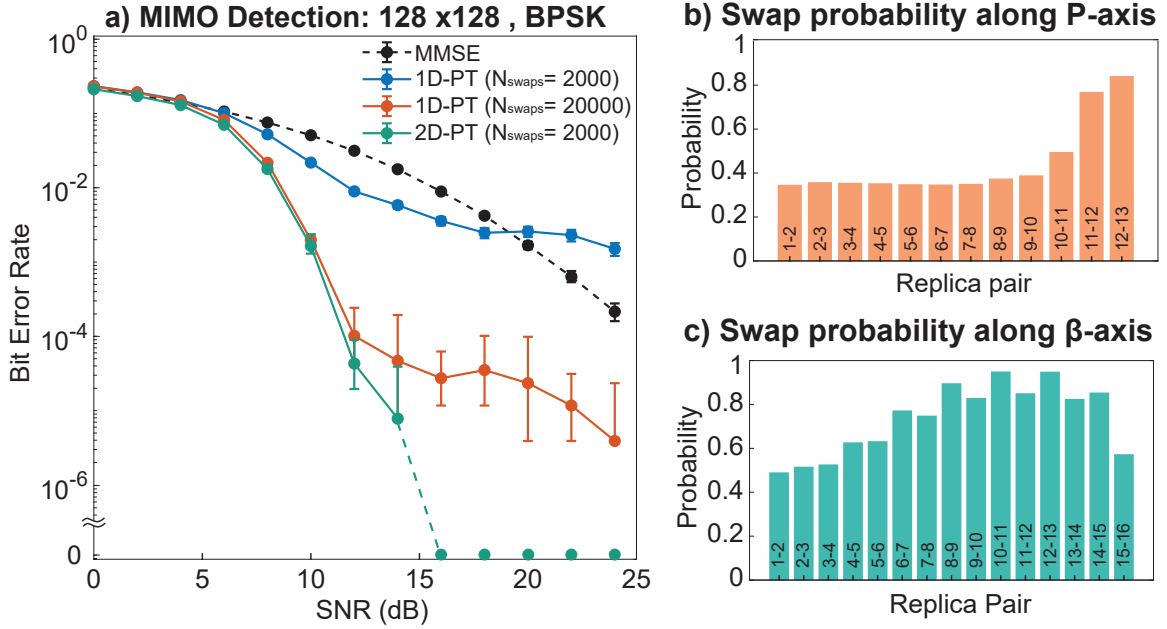 a) MIMO Detection: 128 x128 , BPSK
10⁰
10⁻²
10⁻⁴
10⁻⁶
0
Bit Error Rate
MMSE
1D-PT (Nswaps= 2000)
1D-PT (Nswaps= 20000)
2D-PT (Nswaps= 2000)
0 5 10 15 20 25
SNR (dB)
b) Swap probability along P-axis
1
0.8
0.6
0.4
0.2
0
Probability
1-2 2-3 3-4 4-5 5-6 6-7 7-8 8-9 9-10 10-11 11-12 12-13
Replica pair
c) Swap probability along β-axis
1
0.8
0.6
0.4
0.2
0
Probability
1-2 2-3 3-4 4-5 5-6 6-7 7-8 8-9 9-10 10-11 11-12 12-13 13-14 14-15 15-16
Replica Pair